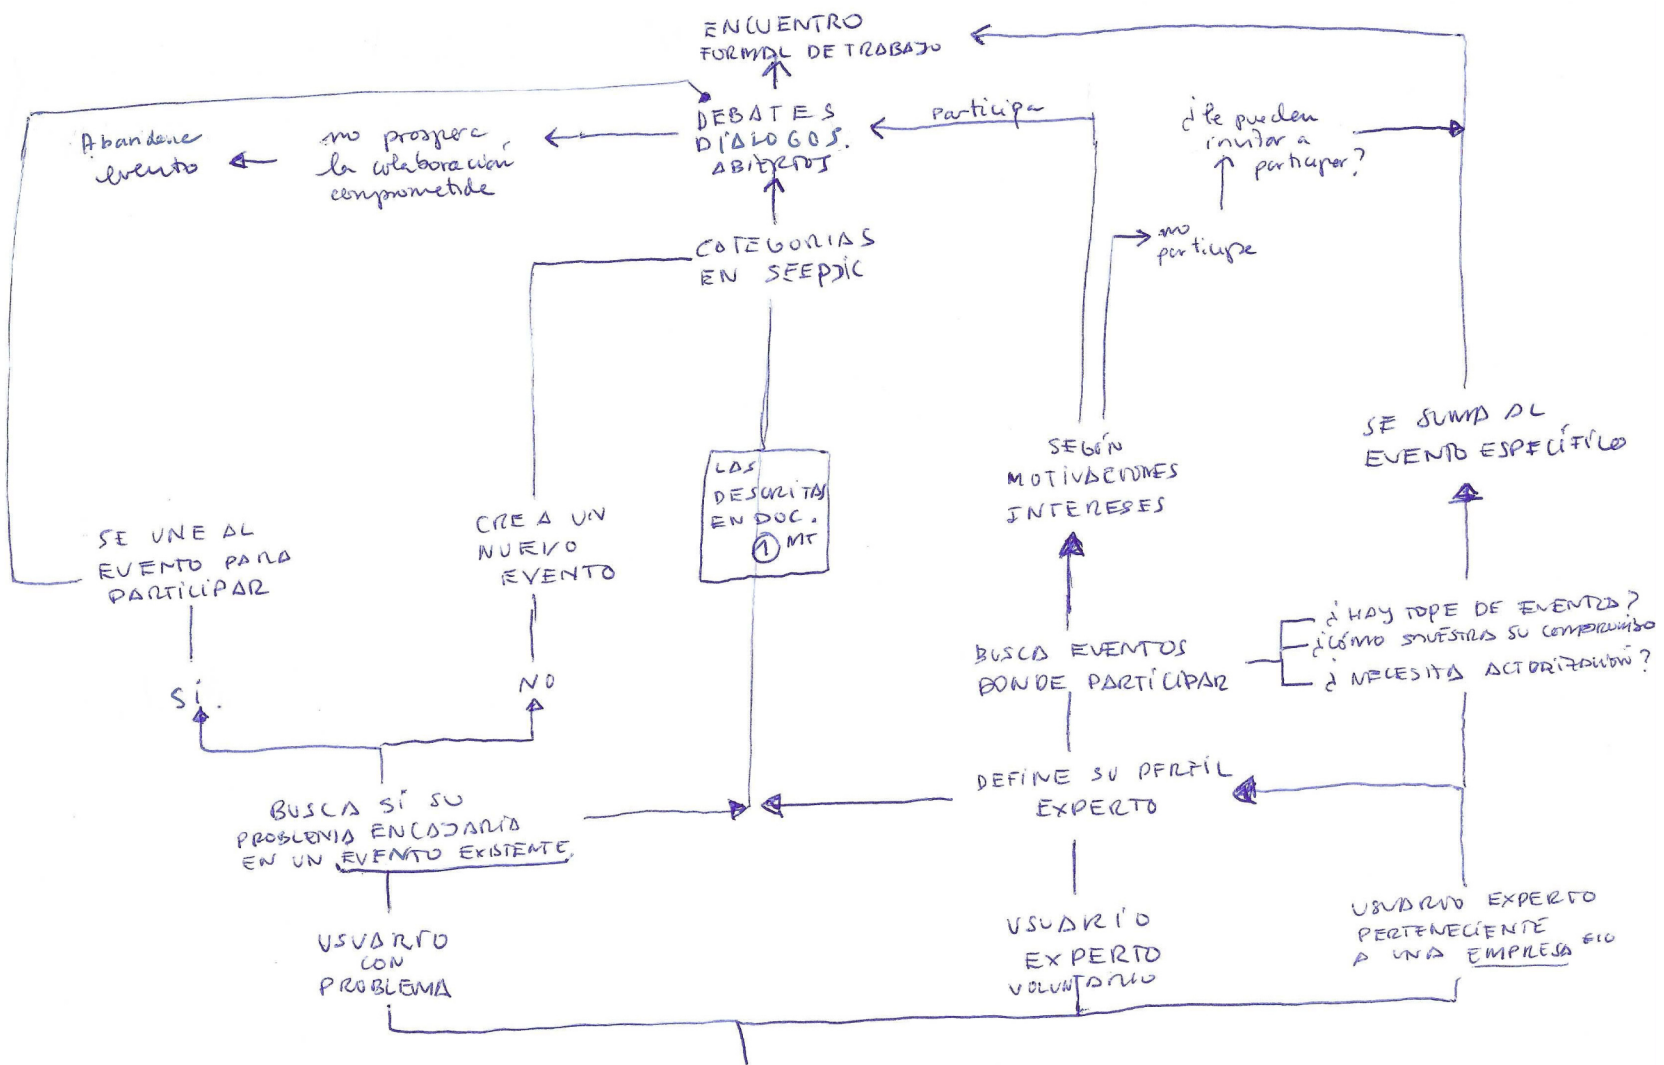 ENCUENTRO
FORMAL DE TRABAJO
DEBATES
DIÁLOGOS.
ABIERTOS
participa
¿le pueden
invitar a
participar?
Abandona
evento
no prospera
la colaboración
comprometida
no
participa
CATEGORIAS
EN SEEPDIC
SEGÚN
MOTIVACIONES
INTERESES
SE SUMA AL
EVENTO ESPECÍFICO
LAS
DESCRITAS
EN DOC.
1 MT
SE UNE AL
EVENTO PARA
PARTICIPAR
CREA UN
NUEVO
EVENTO
BUSCA EVENTOS
DONDE PARTICIPAR
¿HAY TOPE DE EVENTOS?
¿CÓMO MUESTRA SU COMPROMISO
¿NECESITA AUTORIZACIÓN?
SÍ.
NO
DEFINE SU PERFIL
EXPERTO
BUSCA SÍ SU
PROBLEMA ENCAJARÍA
EN UN EVENTO EXISTENTE.
USUARIO
CON
PROBLEMA
USUARIO
EXPERTO
VOLUNTARIO
USUARIO EXPERTO
PERTENECIENTE
A UNA EMPRESA